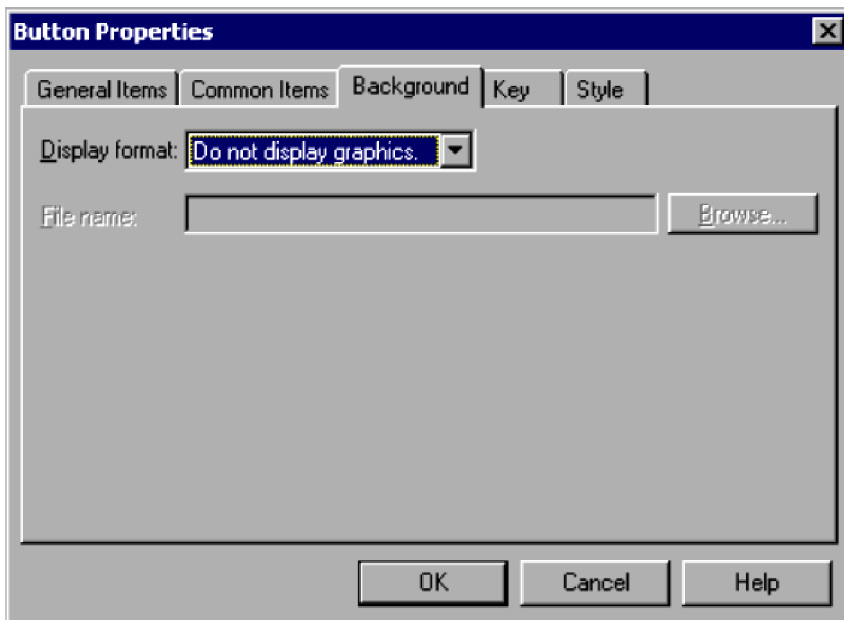 Button Properties
General Items Common Items Background Key Style
Display format: Do not display graphics.
File name: Browse...
OK Cancel Help